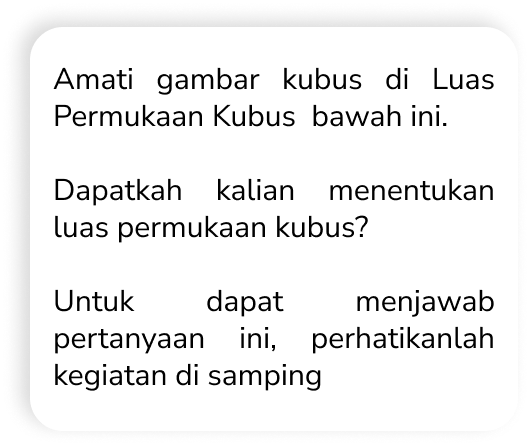 Amati gambar kubus di Luas
Permukaan Kubus bawah ini.
Dapatkah kalian menentukan
luas permukaan kubus?
Untuk dapat menjawab
pertanyaan ini, perhatikanlah
kegiatan di samping